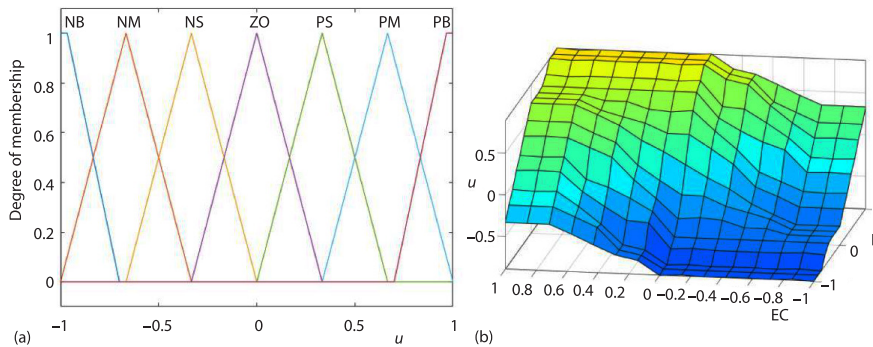 NB NM NS ZO PS PM PB
1
0.8
0.6
0.4
0.2
0
Degree of membership
-1 -0.5 0 0.5 1
u
(a)
0.5
0
-0.5
u
1 0.8 0.6 0.4 0.2 0 -0.2 -0.4 -0.6 -0.8 -1
EC
-1
0
(b)